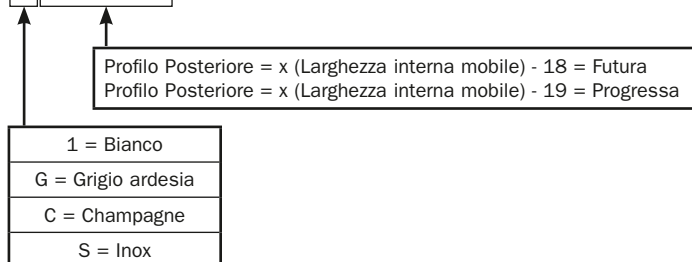 Profilo Posteriore = x (Larghezza interna mobile) - 18 = Futura
Profilo Posteriore = x (Larghezza interna mobile) - 19 = Progressa
1 = Bianco
G = Grigio ardesia
C = Champagne
S = Inox